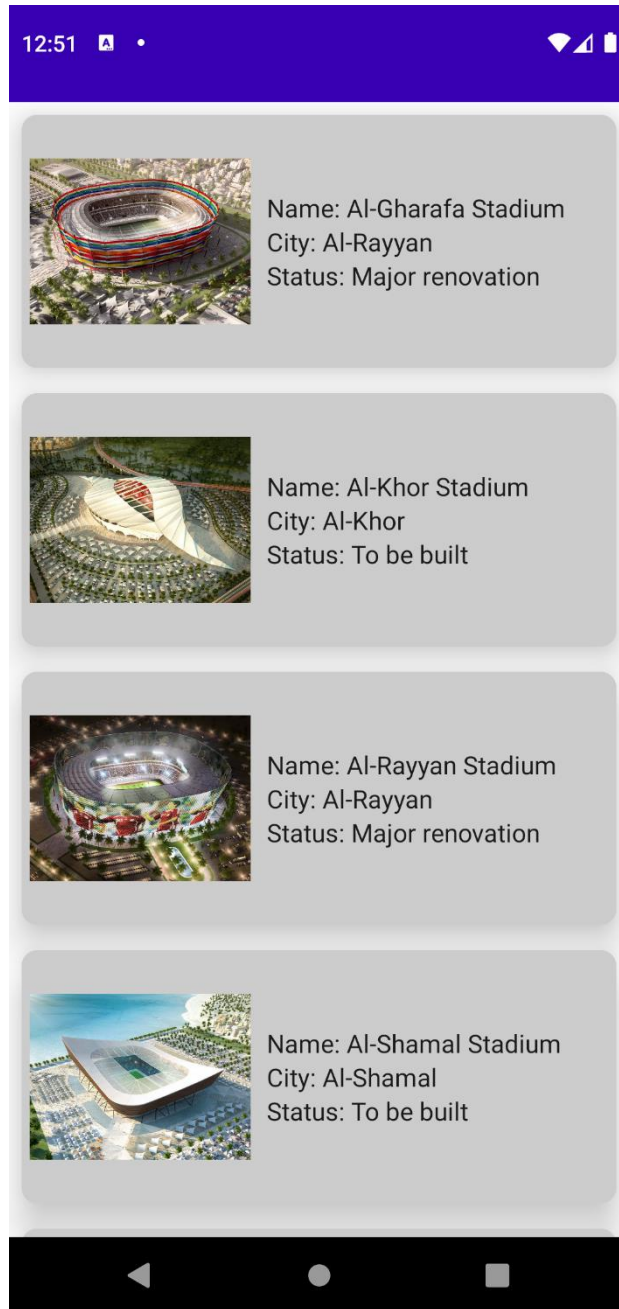 12:51 A
Name: Al-Gharafa Stadium
City: Al-Rayyan
Status: Major renovation
Name: Al-Khor Stadium
City: Al-Khor
Status: To be built
Name: Al-Rayyan Stadium
City: Al-Rayyan
Status: Major renovation
Name: Al-Shamal Stadium
City: Al-Shamal
Status: To be built